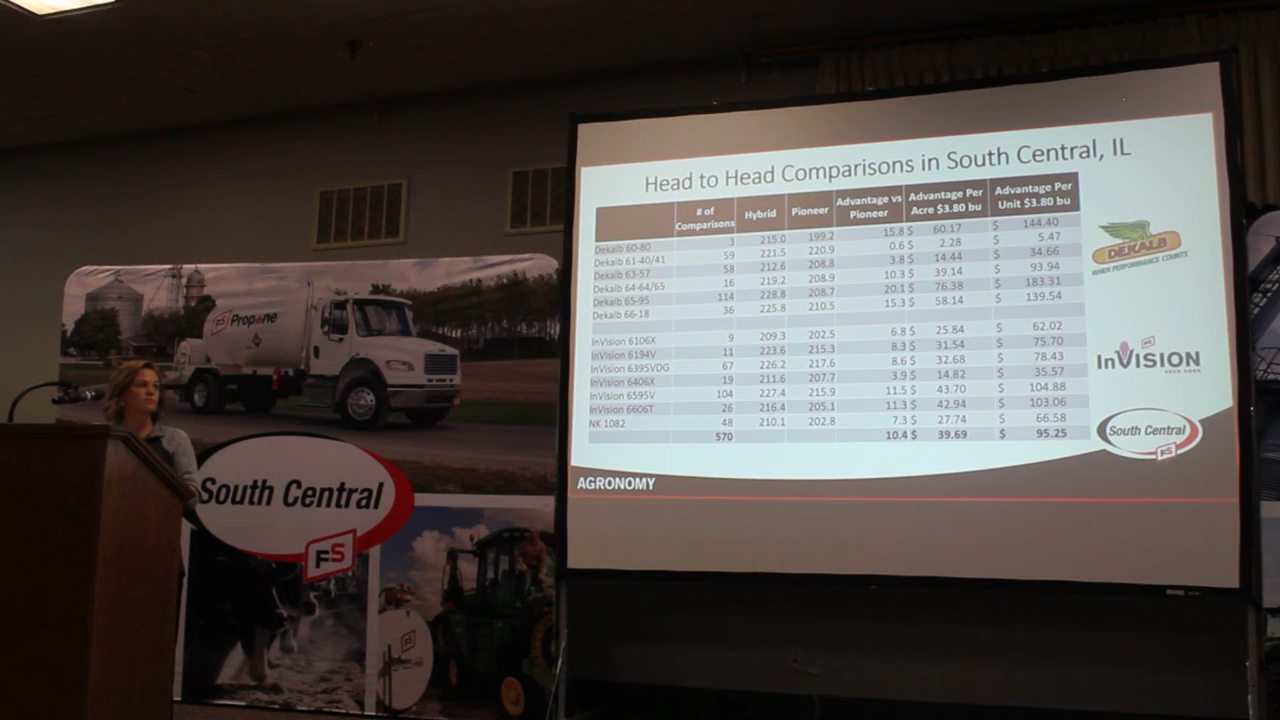 Head to Head Comparisons in South Central, IL
# of Comparisons Hybrid Pioneer Advantage vs Pioneer Advantage Per Acre $3.80 bu Advantage Per Unit $3.80 bu
Dekalb 60-80 3 215.0 199.2 15.8 $ 60.17 $ 144.40
Dekalb 61-40/41 59 221.5 220.9 0.6 $ 2.28 $ 5.47
Dekalb 63-57 58 212.6 208.8 3.8 $ 14.44 $ 34.66
Dekalb 64-64/65 16 219.2 208.9 10.3 $ 39.14 $ 93.94
Dekalb 65-95 114 228.8 208.7 20.1 $ 76.38 $ 183.31
Dekalb 66-18 36 225.8 210.5 15.3 $ 58.14 $ 139.54
InVision 6106X 9 209.3 202.5 6.8 $ 25.84 $ 62.02
InVision 6194V 11 223.6 215.3 8.3 $ 31.54 $ 75.70
InVision 6395VDG 67 226.2 217.6 8.6 $ 32.68 $ 78.43
InVision 6406X 19 211.6 207.7 3.9 $ 14.82 $ 35.57
InVision 6595V 104 227.4 215.9 11.5 $ 43.70 $ 104.88
InVision 6606T 26 216.4 205.1 11.3 $ 42.94 $ 103.06
NK 1082 48 210.1 202.8 7.3 $ 27.74 $ 66.58
570 10.4 $ 39.69 $ 95.25
DEKALB
WHEN PERFORMANCE COUNTS
InVISION
SEED CORN
South Central
FS
AGRONOMY
FS Propane
South Central
FS